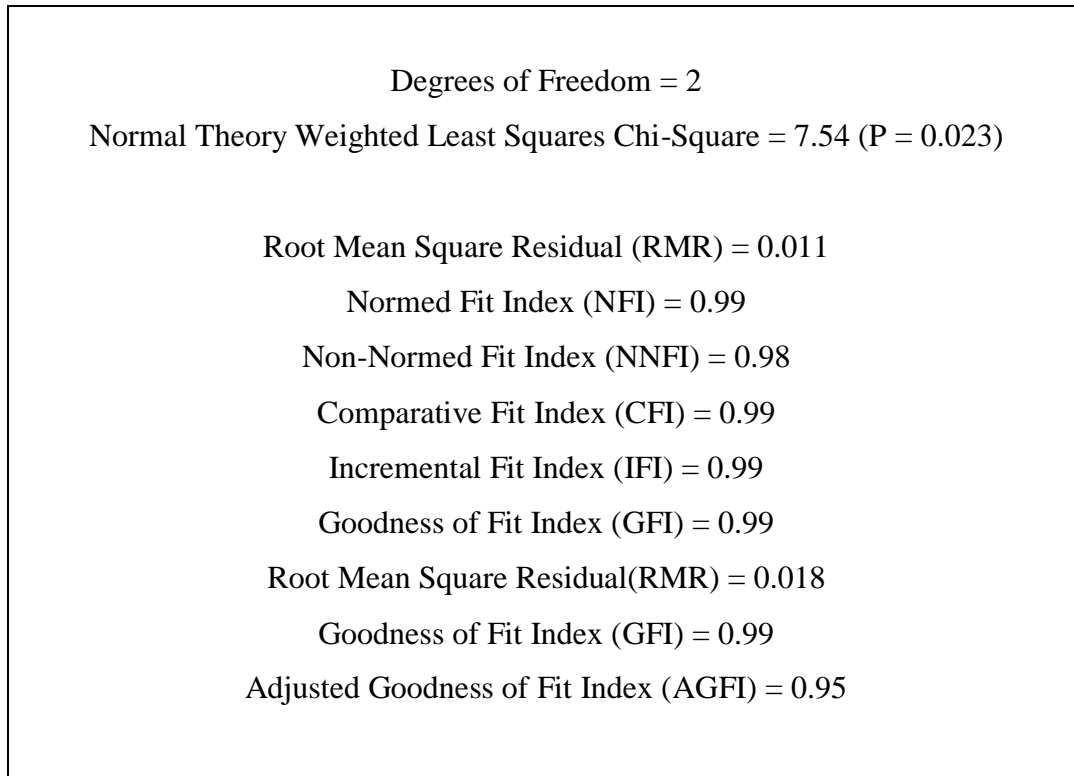 Degrees of Freedom = 2
Normal Theory Weighted Least Squares Chi-Square = 7.54 (P = 0.023)
Root Mean Square Residual (RMR) = 0.011
Normed Fit Index (NFI) = 0.99
Non-Normed Fit Index (NNFI) = 0.98
Comparative Fit Index (CFI) = 0.99
Incremental Fit Index (IFI) = 0.99
Goodness of Fit Index (GFI) = 0.99
Root Mean Square Residual(RMR) = 0.018
Goodness of Fit Index (GFI) = 0.99
Adjusted Goodness of Fit Index (AGFI) = 0.95